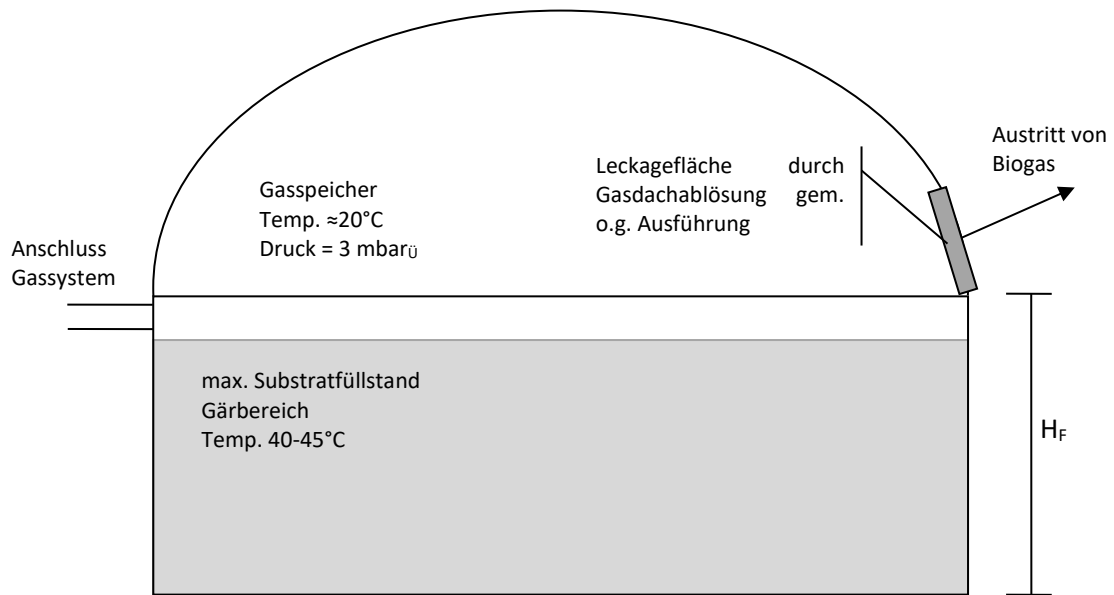 Austritt von
Biogas
Leckagefläche durch
Gasdachablösung gem.
o.g. Ausführung
Gasspeicher
Temp. ≈20°C
Druck = 3 mbarÜ
Anschluss
Gassystem
max. Substratfüllstand
Gärbereich
Temp. 40-45°C
HF